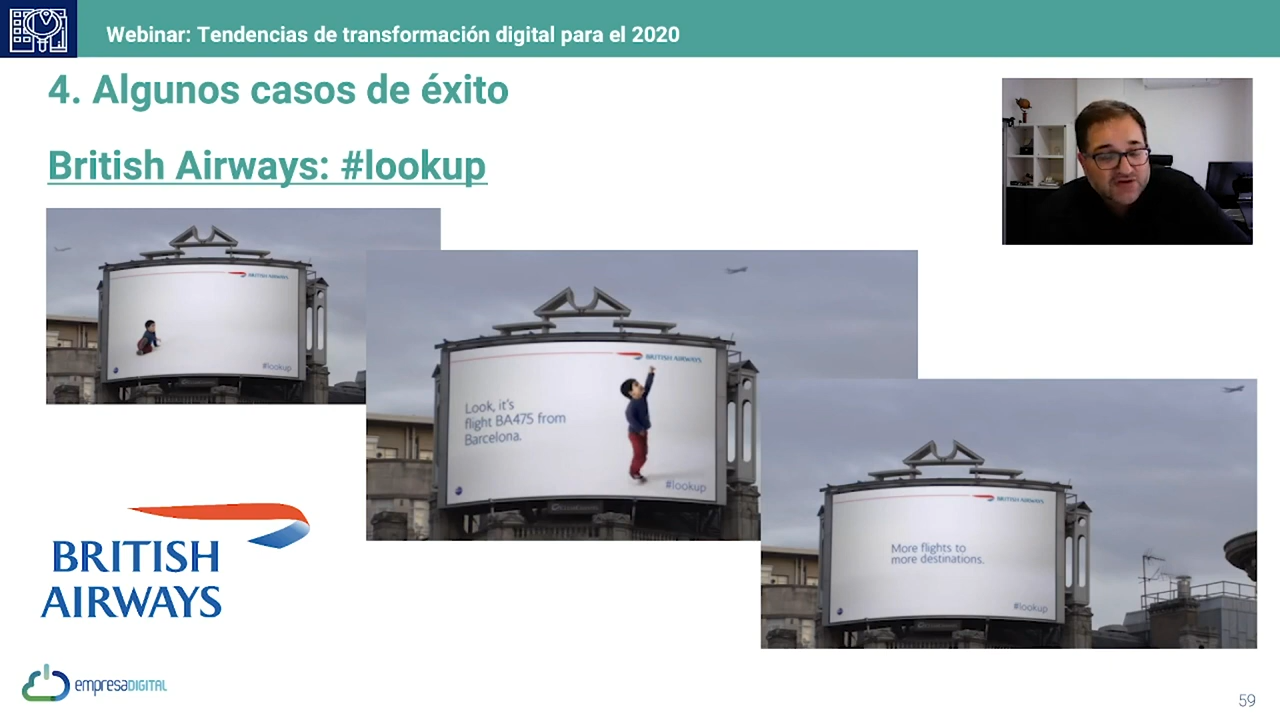 Webinar: Tendencias de transformación digital para el 2020
4. Algunos casos de éxito
British Airways: #lookup
BRITISH AIRWAYS
#lookup
BRITISH AIRWAYS
Look, it's
flight BA475 from
Barcelona.
#lookup
BRITISH AIRWAYS
More flights to
more destinations.
#lookup
BRITISH
AIRWAYS
empresaDIGITAL
59